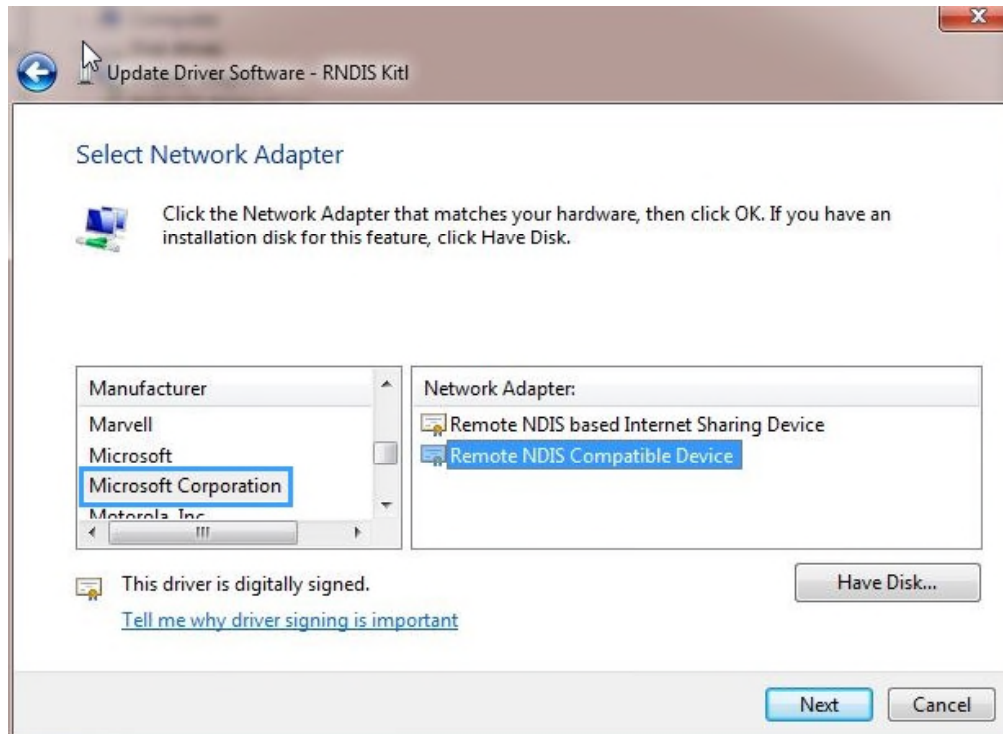 Update Driver Software - RNDIS Kitl
Select Network Adapter
Click the Network Adapter that matches your hardware, then click OK. If you have an
installation disk for this feature, click Have Disk.
Manufacturer
Marvell
Microsoft
Microsoft Corporation
Motorola, Inc.
Network Adapter:
Remote NDIS based Internet Sharing Device
Remote NDIS Compatible Device
This driver is digitally signed.
Have Disk...
Tell me why driver signing is important
Next
Cancel